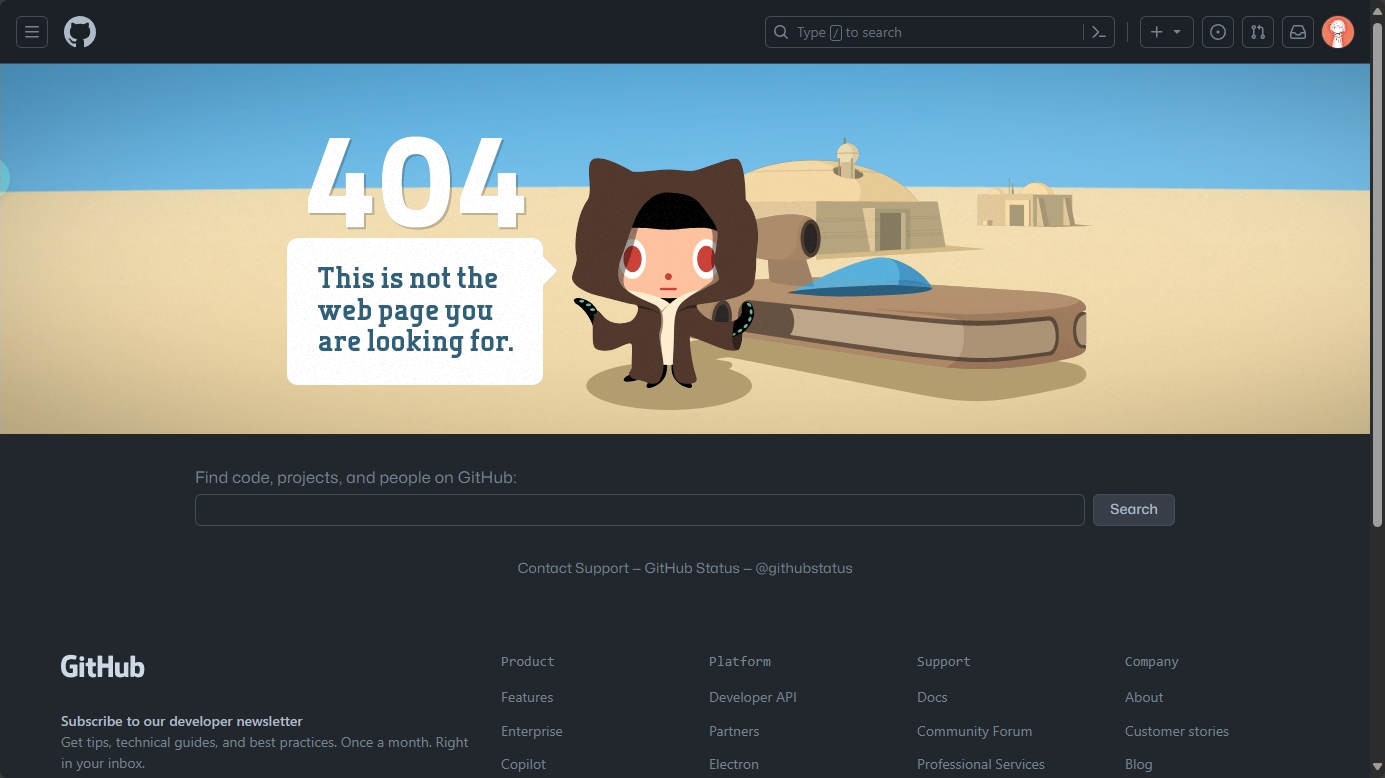 Type / to search
404
This is not the
web page you
are looking for.
Find code, projects, and people on GitHub:
Search
Contact Support — GitHub Status — @githubstatus
GitHub
Subscribe to our developer newsletter
Get tips, technical guides, and best practices. Once a month. Right
in your inbox.
Product
Features
Enterprise
Copilot
Platform
Developer API
Partners
Electron
Support
Docs
Community Forum
Professional Services
Company
About
Customer stories
Blog